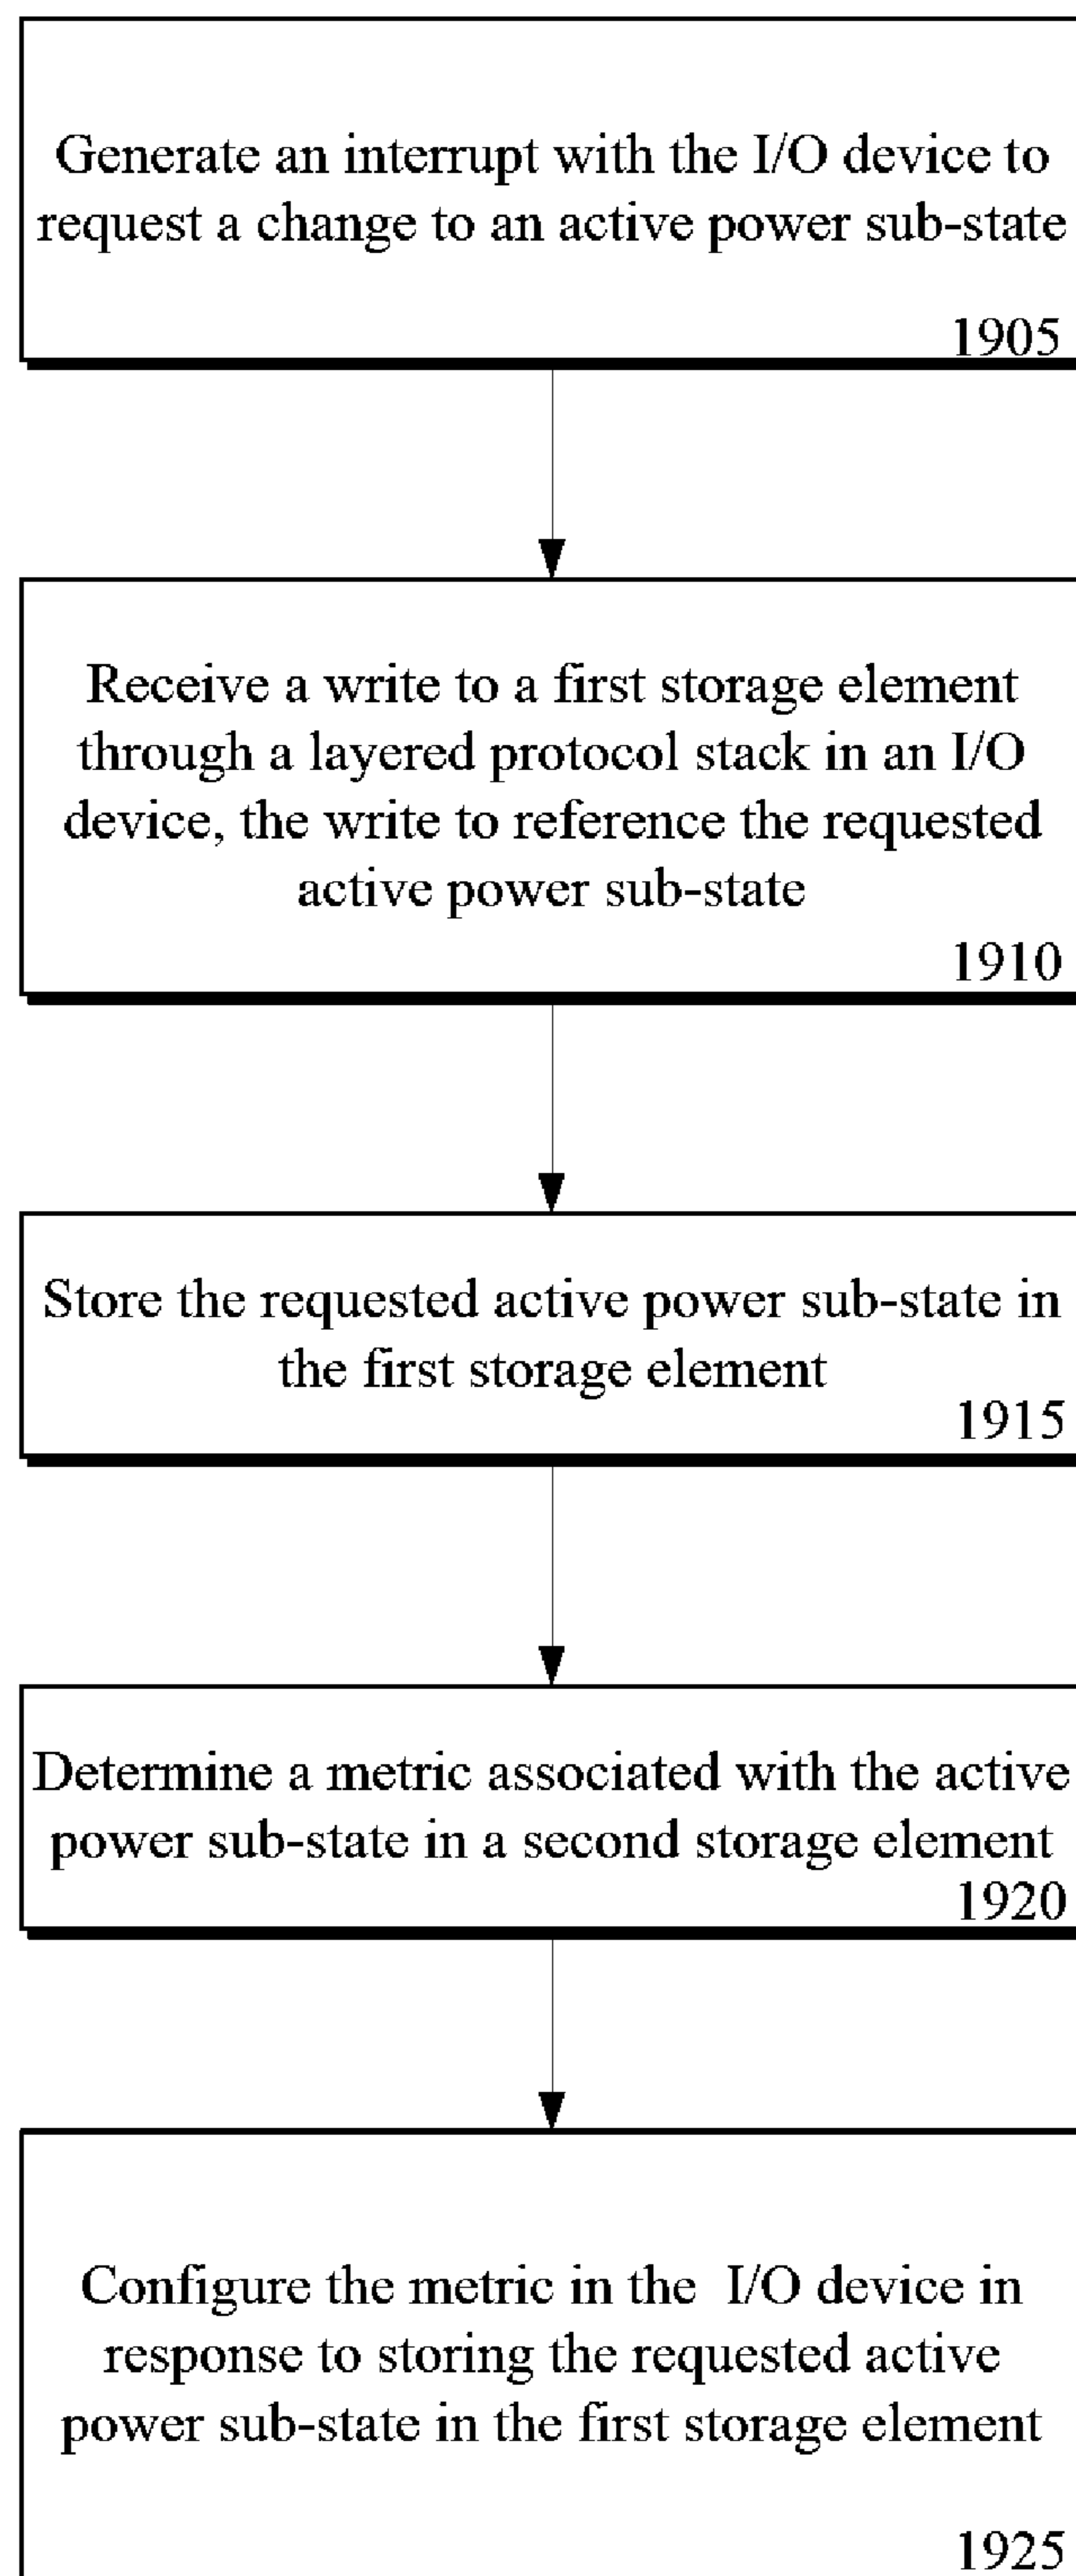 Generate an interrupt with the I/O device to
request a change to an active power sub-state
1905
Receive a write to a first storage element
through a layered protocol stack in an I/O
device, the write to reference the requested
active power sub-state
1910
Store the requested active power sub-state in
the first storage element
1915
Determine a metric associated with the active
power sub-state in a second storage element
1920
Configure the metric in the I/O device in
response to storing the requested active
power sub-state in the first storage element
1925